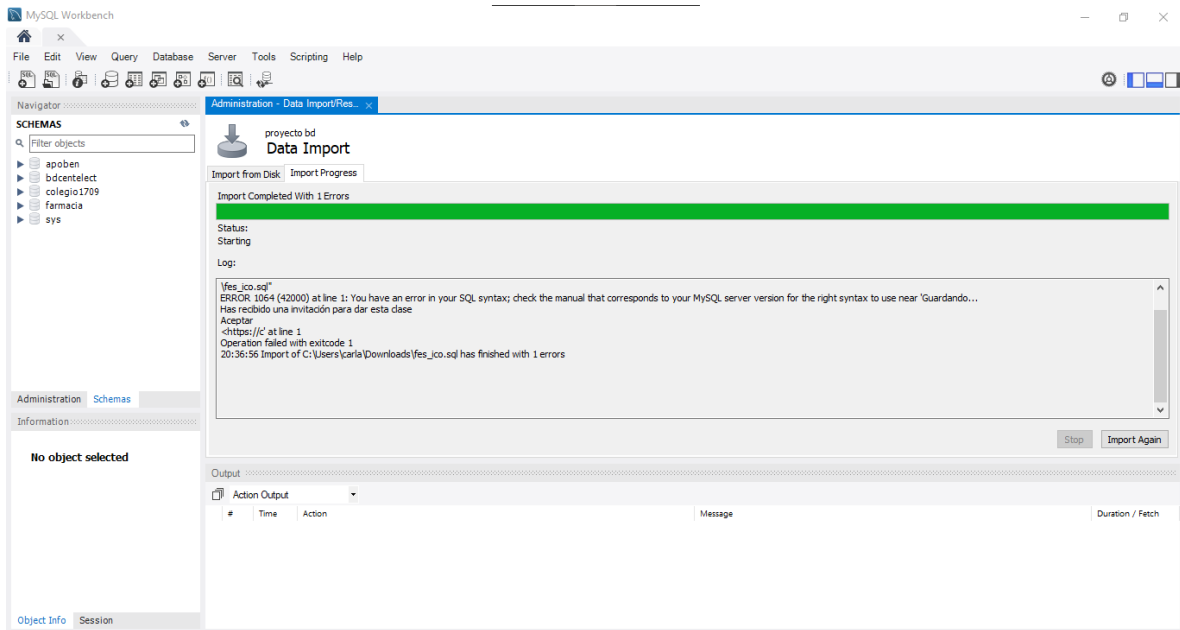 MySQL Workbench
File Edit View Query Database Server Tools Scripting Help
Navigator
SCHEMAS
Filter objects
apoben
bdcentelect
colegio1709
farmacia
sys
Administration Schemas
Information
No object selected
Object Info Session
Administration - Data Import/Res...
proyecto bd
Data Import
Import from Disk Import Progress
Import Completed With 1 Errors
Status:
Starting
Log:
\fes_ico.sql"
ERROR 1064 (42000) at line 1: You have an error in your SQL syntax; check the manual that corresponds to your MySQL server version for the right syntax to use near 'Guardando...
Has recibido una invitación para dar esta clase
Aceptar
<https://c' at line 1
Operation failed with exitcode 1
20:36:56 Import of C:\Users\carla\Downloads\fes_ico.sql has finished with 1 errors
Stop Import Again
Output
Action Output
# Time Action Message Duration / Fetch